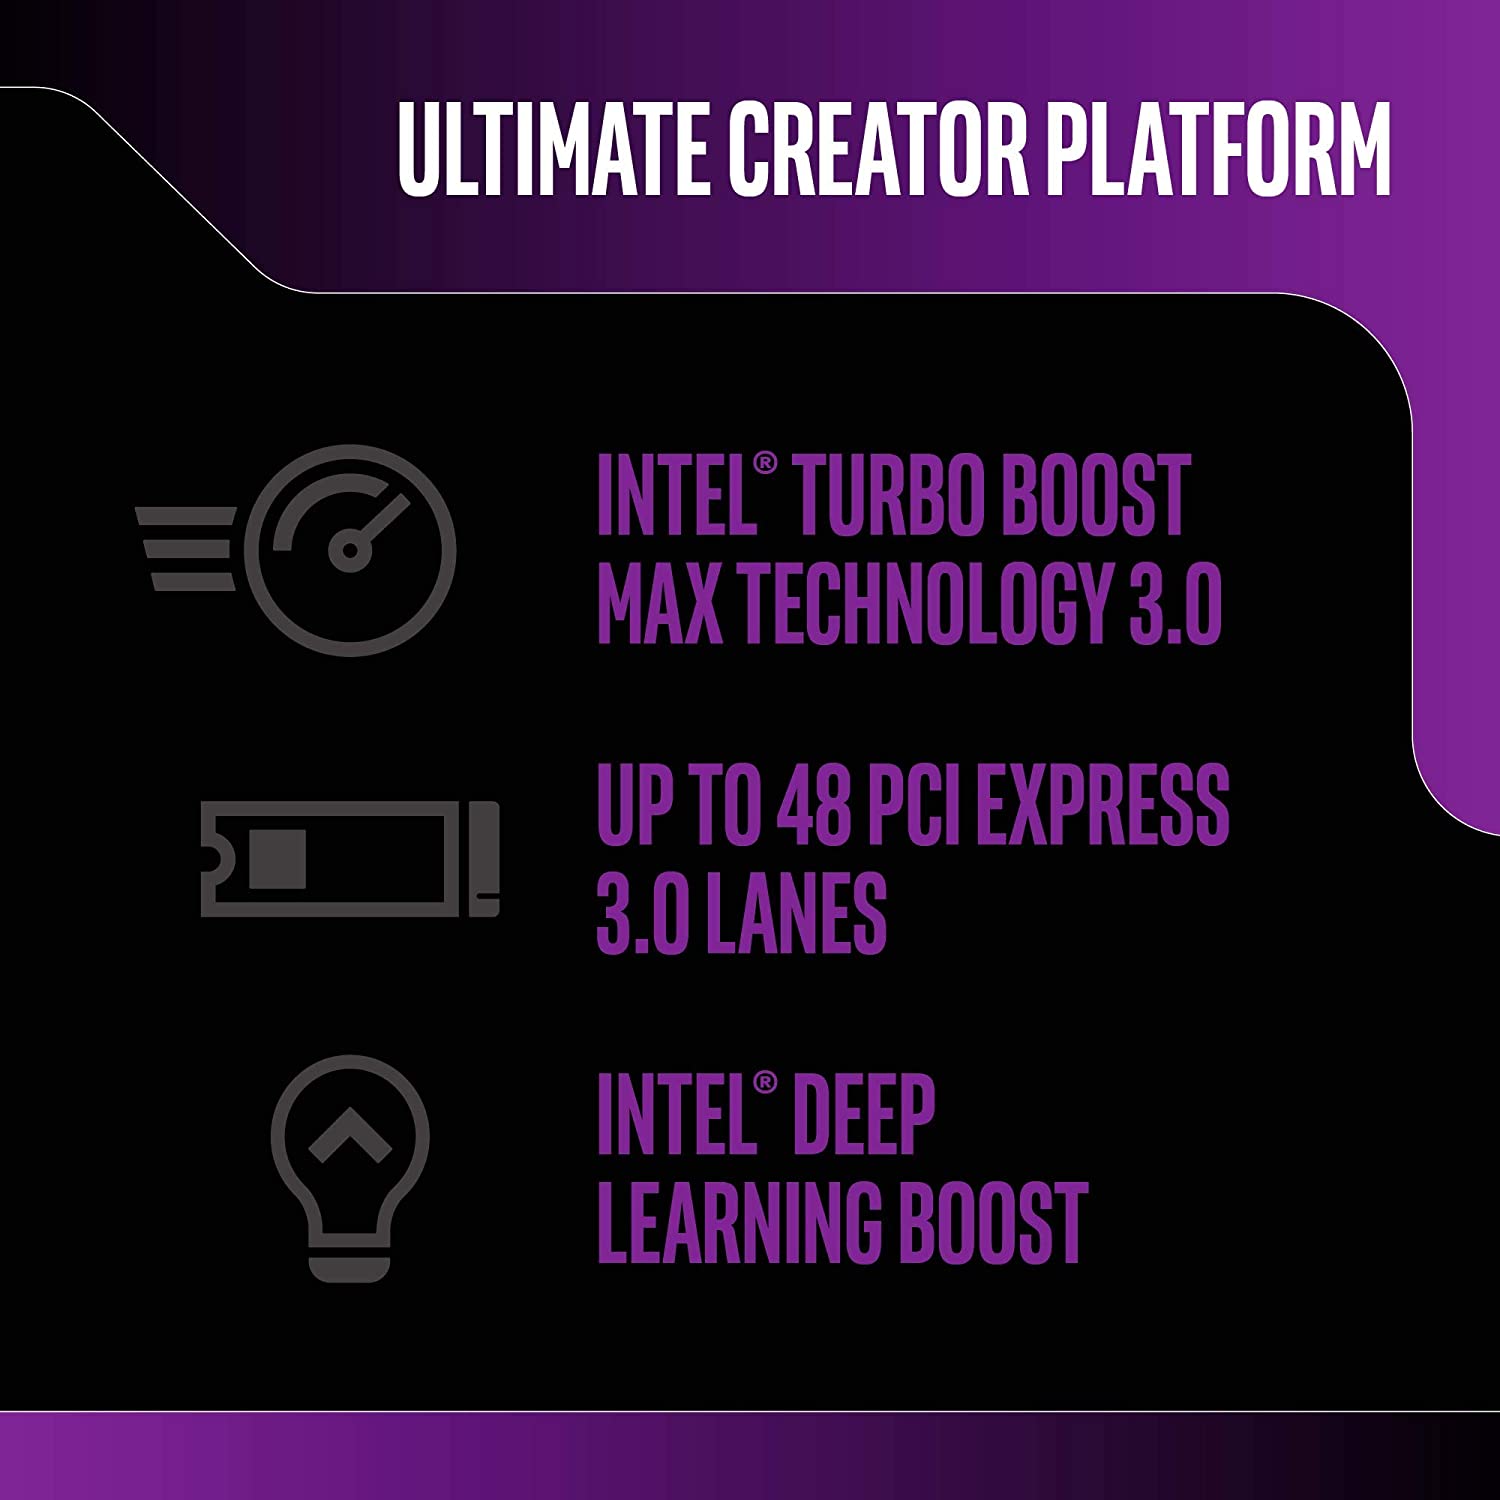 ULTIMATE CREATOR PLATFORM
INTEL® TURBO BOOST
MAX TECHNOLOGY 3.0
UP TO 48 PCI EXPRESS
3.0 LANES
INTEL® DEEP
LEARNING BOOST